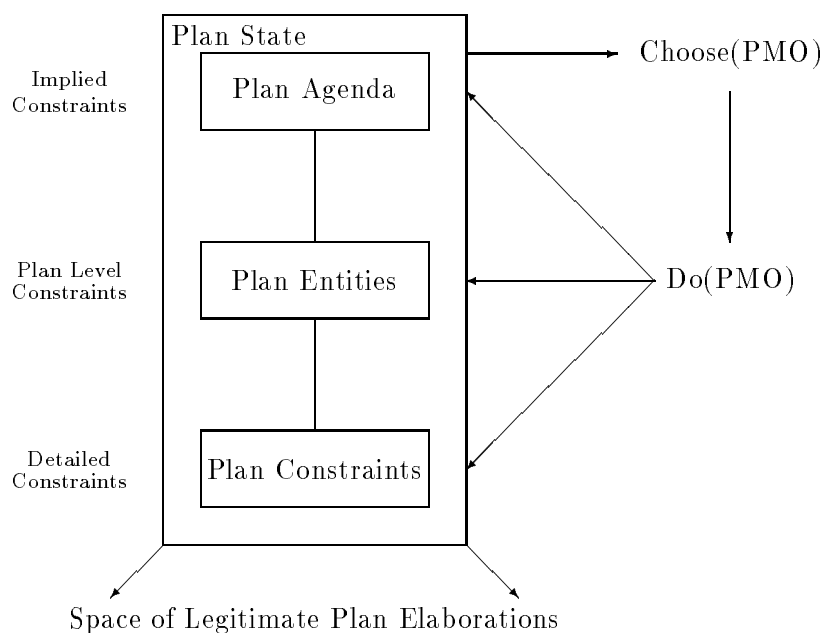 Plan State
Choose(PMO)
Implied
Constraints
Plan Agenda
Plan Level
Constraints
Plan Entities
Do(PMO)
Detailed
Constraints
Plan Constraints
Space of Legitimate Plan Elaborations